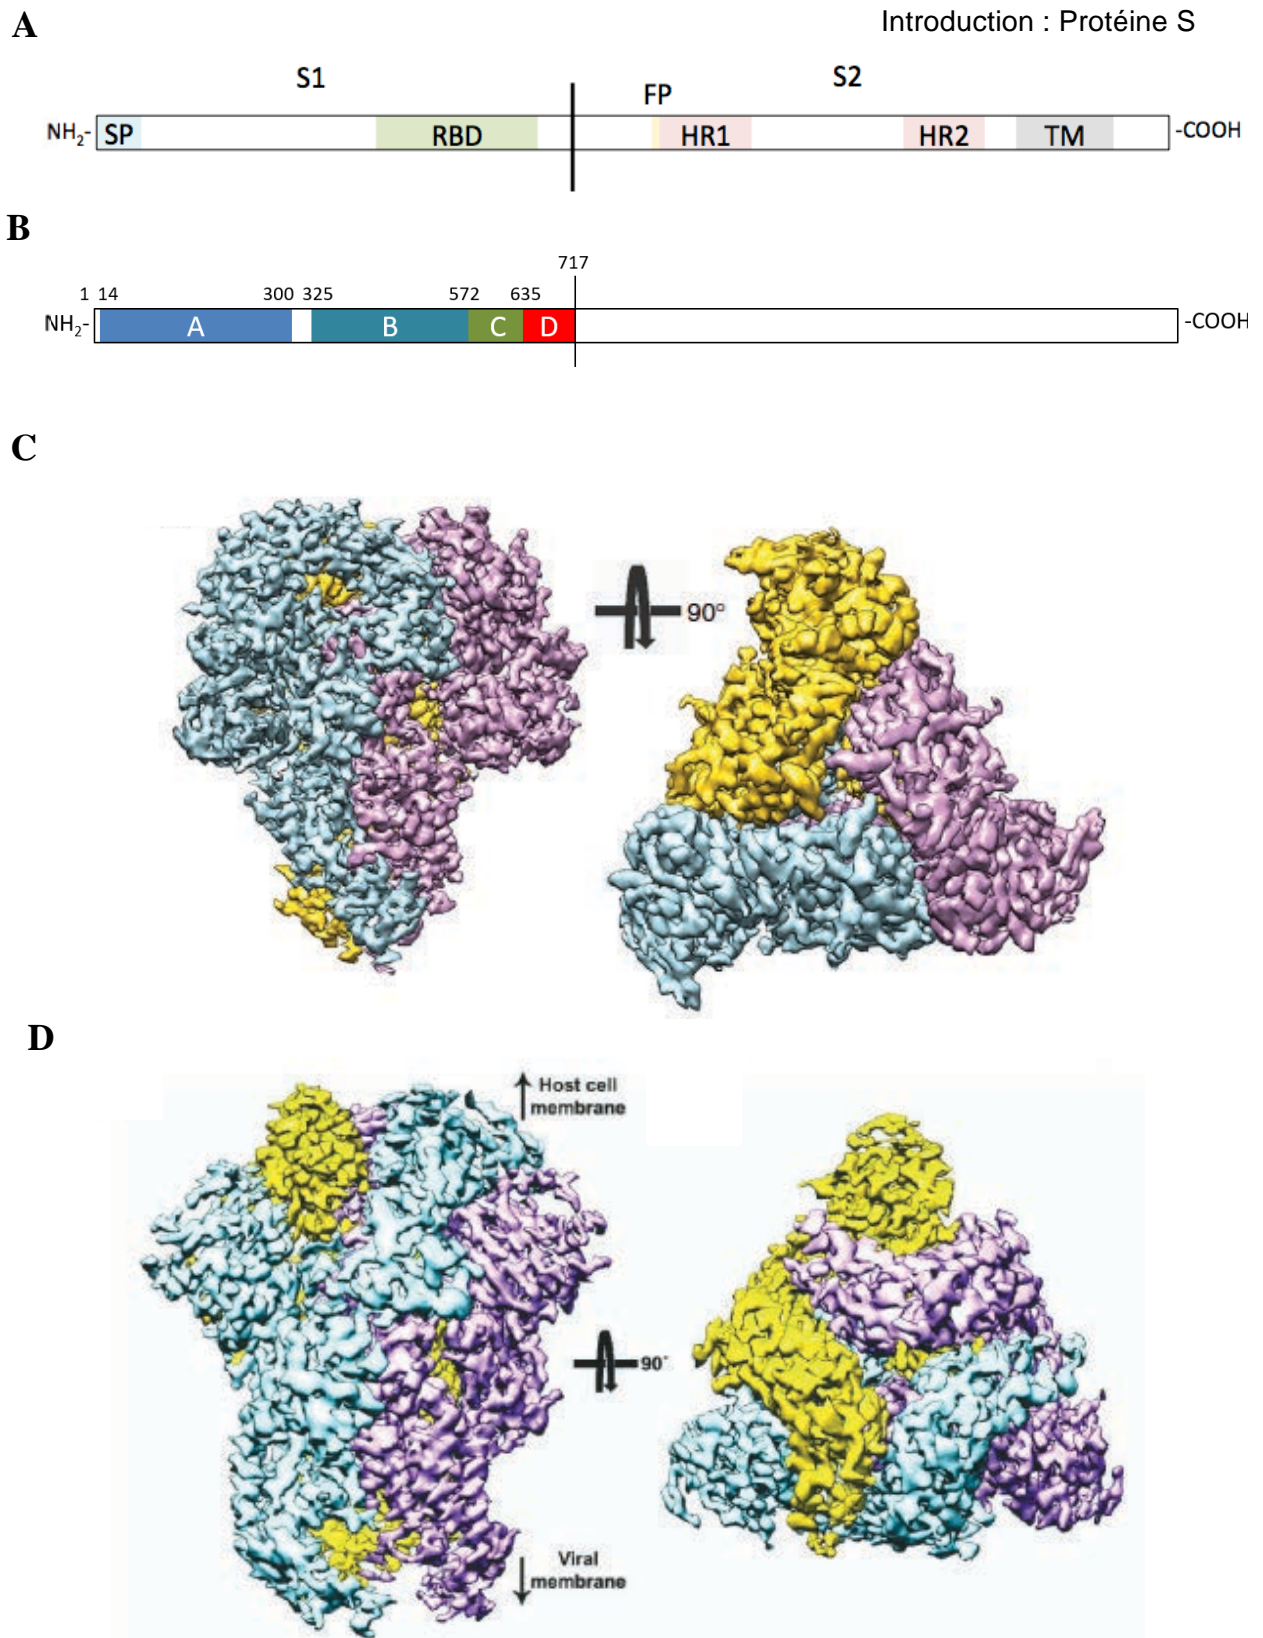 Introduction : Protéine S
A
S1 S2
FP
NH2- SP RBD HR1 HR2 TM -COOH
B
717
1 14 300 325 572 635
NH2- A B C D -COOH
C
90°
D
Host cell
membrane
90°
Viral
membrane